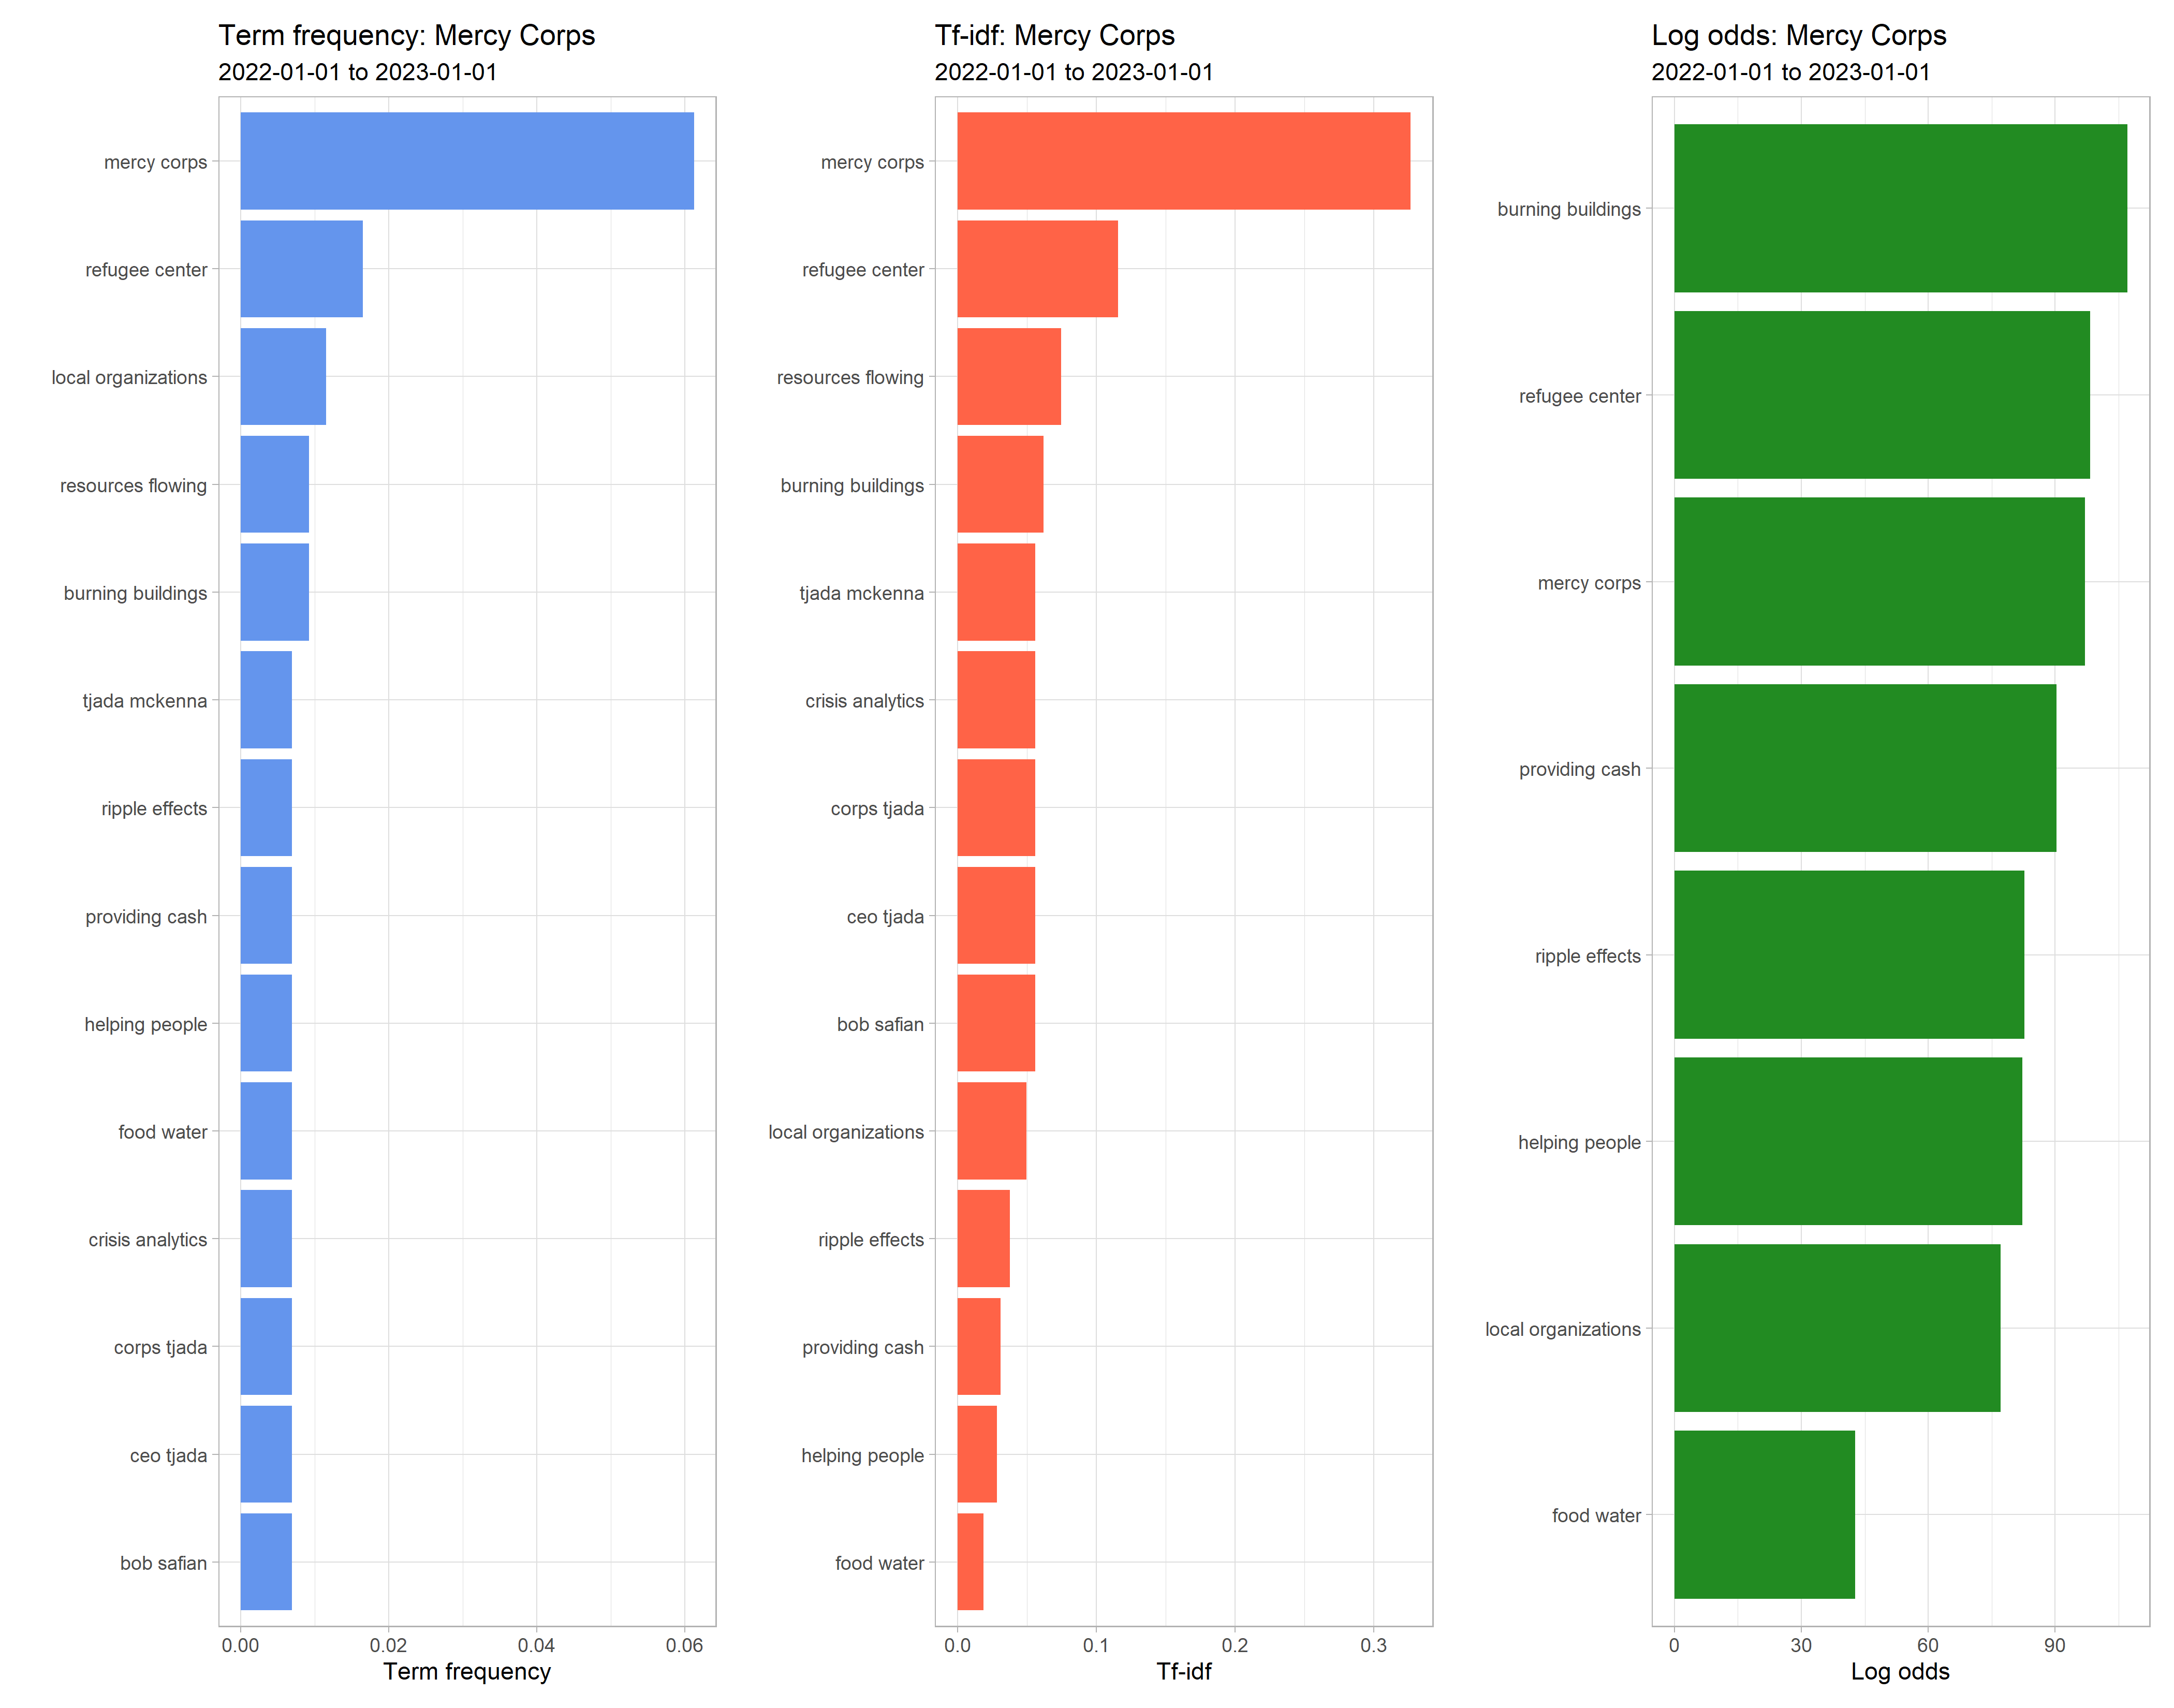 Term frequency: Mercy Corps
2022-01-01 to 2023-01-01
mercy corps
refugee center
local organizations
resources flowing
burning buildings
tjada mckenna
ripple effects
providing cash
helping people
food water
crisis analytics
corps tjada
ceo tjada
bob safian
0.00 0.02 0.04 0.06
Term frequency
Tf-idf: Mercy Corps
2022-01-01 to 2023-01-01
mercy corps
refugee center
resources flowing
burning buildings
tjada mckenna
crisis analytics
corps tjada
ceo tjada
bob safian
local organizations
ripple effects
providing cash
helping people
food water
0.0 0.1 0.2 0.3
Tf-idf
Log odds: Mercy Corps
2022-01-01 to 2023-01-01
burning buildings
refugee center
mercy corps
providing cash
ripple effects
helping people
local organizations
food water
0 30 60 90
Log odds